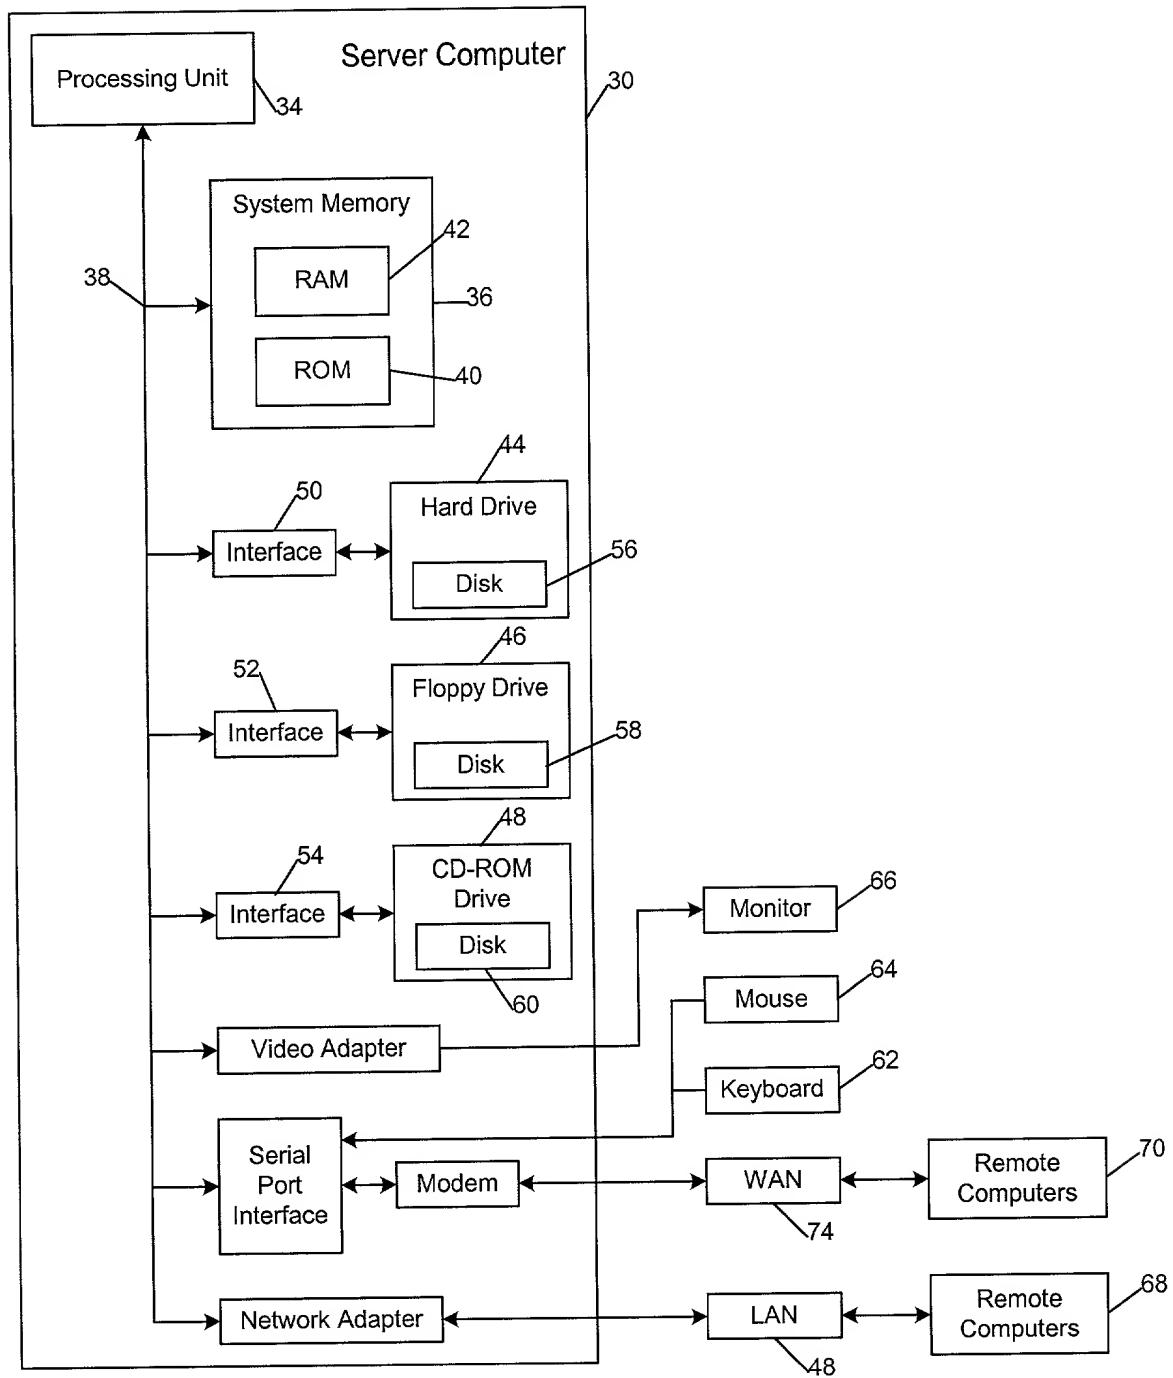 Server Computer
Processing Unit
30
34
System Memory
42
RAM
38
36
ROM
40
44
50
Hard Drive
Interface
56
Disk
46
52
Floppy Drive
Interface
58
Disk
48
54
CD-ROM
Drive
66
Interface
Monitor
Disk
64
60
Mouse
Video Adapter
62
Keyboard
Serial
Port
Interface
Modem
WAN
74
Remote
Computers
70
Network Adapter
LAN
48
Remote
Computers
68